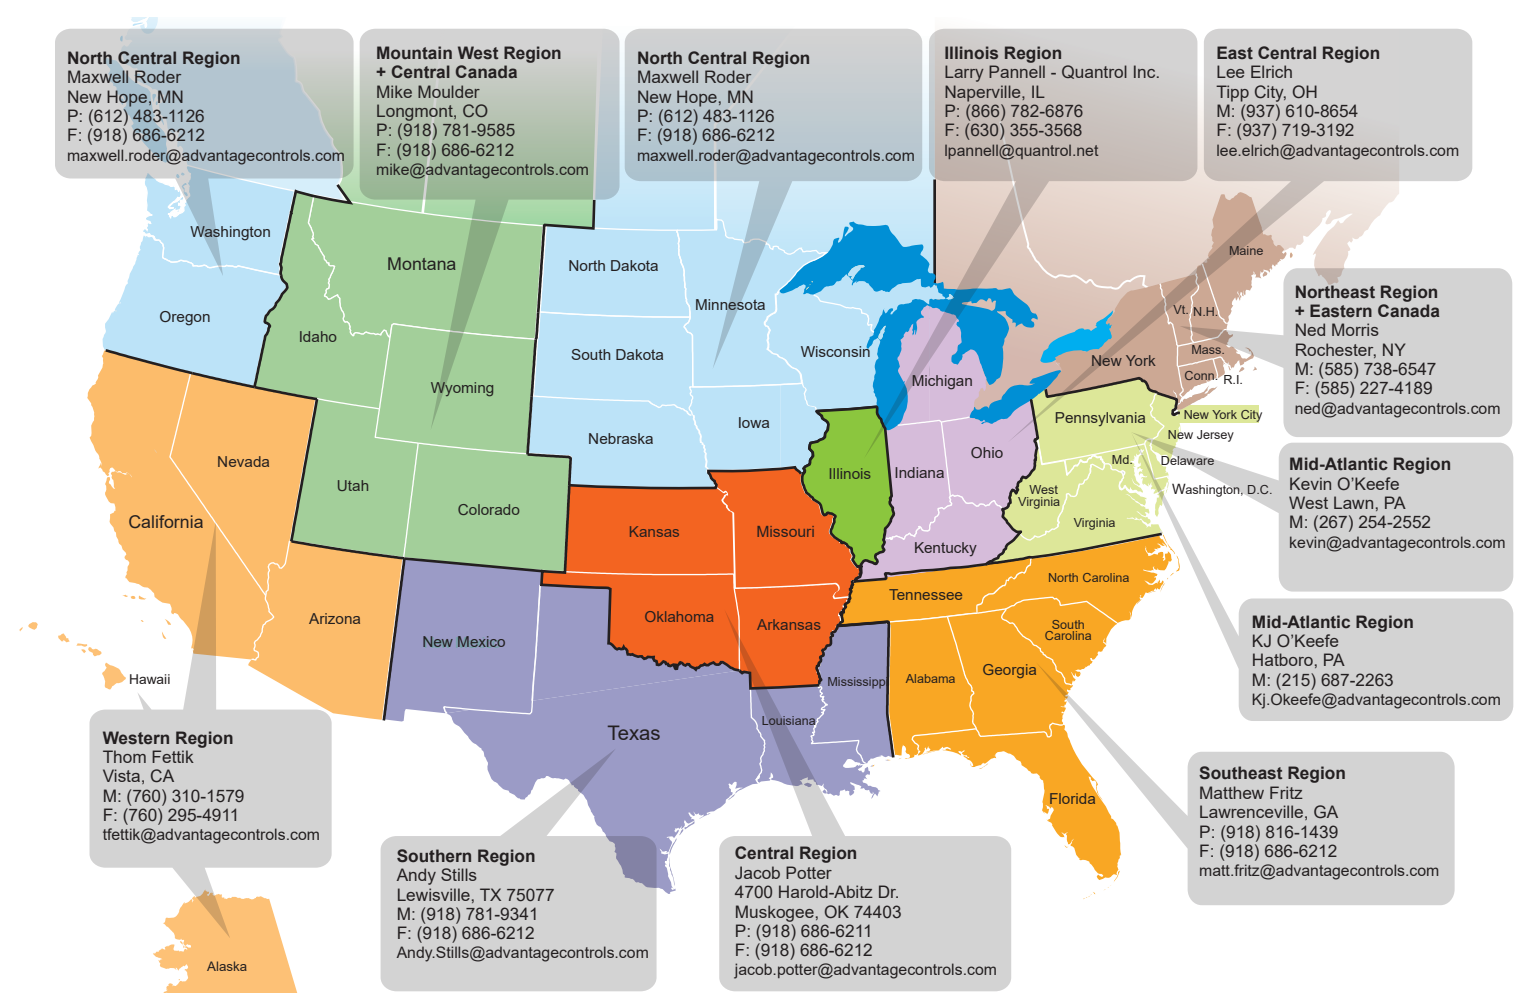 North Central Region
Maxwell Roder
New Hope, MN
P: (612) 483-1126
F: (918) 686-6212
maxwell.roder@advantagecontrols.com
Mountain West Region
+ Central Canada
Mike Moulder
Longmont, CO
P: (918) 781-9585
F: (918) 686-6212
mike@advantagecontrols.com
North Central Region
Maxwell Roder
New Hope, MN
P: (612) 483-1126
F: (918) 686-6212
maxwell.roder@advantagecontrols.com
Illinois Region
Larry Pannell - Quantrol Inc.
Naperville, IL
P: (866) 782-6876
F: (630) 355-3568
lpannell@quantrol.net
East Central Region
Lee Elrich
Tipp City, OH
M: (937) 610-8654
F: (937) 719-3192
lee.elrich@advantagecontrols.com
Northeast Region
+ Eastern Canada
Ned Morris
Rochester, NY
M: (585) 738-6547
F: (585) 227-4189
ned@advantagecontrols.com
Mid-Atlantic Region
Kevin O'Keefe
West Lawn, PA
M: (267) 254-2552
kevin@advantagecontrols.com
Mid-Atlantic Region
KJ O'Keefe
Hatboro, PA
M: (215) 687-2263
Kj.Okeefe@advantagecontrols.com
Southeast Region
Matthew Fritz
Lawrenceville, GA
P: (918) 816-1439
F: (918) 686-6212
matt.fritz@advantagecontrols.com
Central Region
Jacob Potter
4700 Harold-Abitz Dr.
Muskogee, OK 74403
P: (918) 686-6211
F: (918) 686-6212
jacob.potter@advantagecontrols.com
Southern Region
Andy Stills
Lewisville, TX 75077
M: (918) 781-9341
F: (918) 686-6212
Andy.Stills@advantagecontrols.com
Western Region
Thom Fettik
Vista, CA
M: (760) 310-1579
F: (760) 295-4911
tfettik@advantagecontrols.com
Washington
Oregon
Montana
Idaho
Wyoming
Utah
Colorado
North Dakota
South Dakota
Nebraska
Minnesota
Iowa
Wisconsin
Michigan
Illinois
Indiana
Ohio
Kentucky
Maine
Vt.
N.H.
Mass.
Conn.
R.I.
New York
New York City
Pennsylvania
New Jersey
Md.
Delaware
Washington, D.C.
West
Virginia
Virginia
California
Nevada
Arizona
Hawaii
Alaska
New Mexico
Texas
Louisiana
Mississippi
Kansas
Missouri
Oklahoma
Arkansas
Tennessee
North Carolina
South
Carolina
Alabama
Georgia
Florida